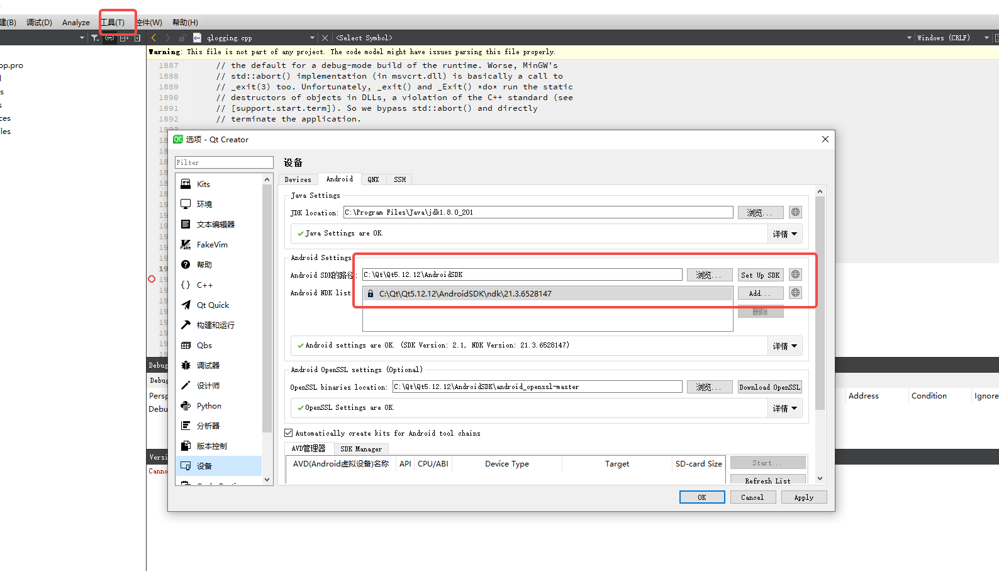 建(B) 调试(D) Analyze 工具(T) 控件(W) 帮助(H)
qlogging.cpp <Select Symbol> Windows (CRLF)
Warning: This file is not part of any project. The code model might have issues parsing this file properly.
pp.pro
s
s
ces
iles
1887 // the default for a debug-mode build of the runtime. Worse, MinGW's
1888 // std::abort() implementation (in msvcrt.dll) is basically a call to
1889 // _exit(3) too. Unfortunately, _exit() and _Exit() *do* run the static
1890 // destructors of objects in DLLs, a violation of the C++ standard (see
1891 // [support.start.term]). So we bypass std::abort() and directly
1892 // terminate the application.
选项 - Qt Creator
Filter
Kits
环境
文本编辑器
FakeVim
帮助
C++
Qt Quick
构建和运行
Qbs
调试器
设计师
Python
分析器
版本控制
设备
设备
Devices Android QNX SSH
Java Settings
JDK location: C:\Program Files\Java\jdk1.8.0_201 浏览...
Java Settings are OK. 详情
Android Settings
Android SDK的路径: C:\Qt\Qt5.12.12\AndroidSDK 浏览... Set Up SDK
Android NDK list C:\Qt\Qt5.12.12\AndroidSDK\ndk\21.3.6528147 Add...
删除
Android settings are OK. (SDK Version: 2.1, NDK Version: 21.3.6528147) 详情
Android OpenSSL settings (Optional)
OpenSSL binaries location: C:\Qt\Qt5.12.12\AndroidSDK\android_openssl-master 浏览... Download OpenSSL
OpenSSL Settings are OK. 详情
Automatically create kits for Android tool chains
AVD管理器 SDK Manager
AVD(Android虚拟设备)名称 API CPU/ABI Device Type Target SD-card Size
Start...
Refresh List
OK Cancel Apply
Debug
Debug
Persp
Debu
Address Condition Ignore
Versi
Canno